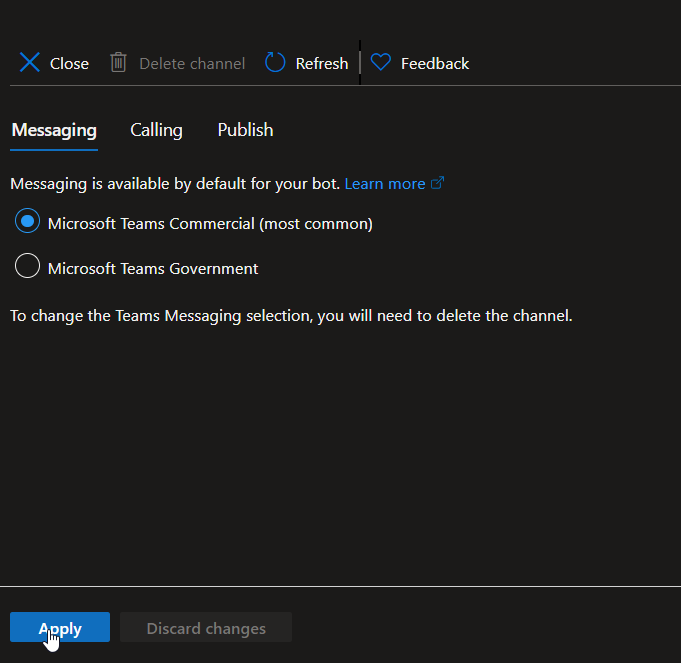 Close Delete channel Refresh Feedback
Messaging Calling Publish
Messaging is available by default for your bot. Learn more
Microsoft Teams Commercial (most common)
Microsoft Teams Government
To change the Teams Messaging selection, you will need to delete the channel.
Apply Discard changes